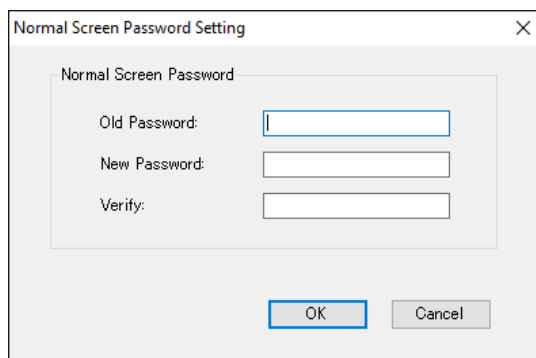 Normal Screen Password Setting
Normal Screen Password
Old Password:
New Password:
Verify:
OK
Cancel